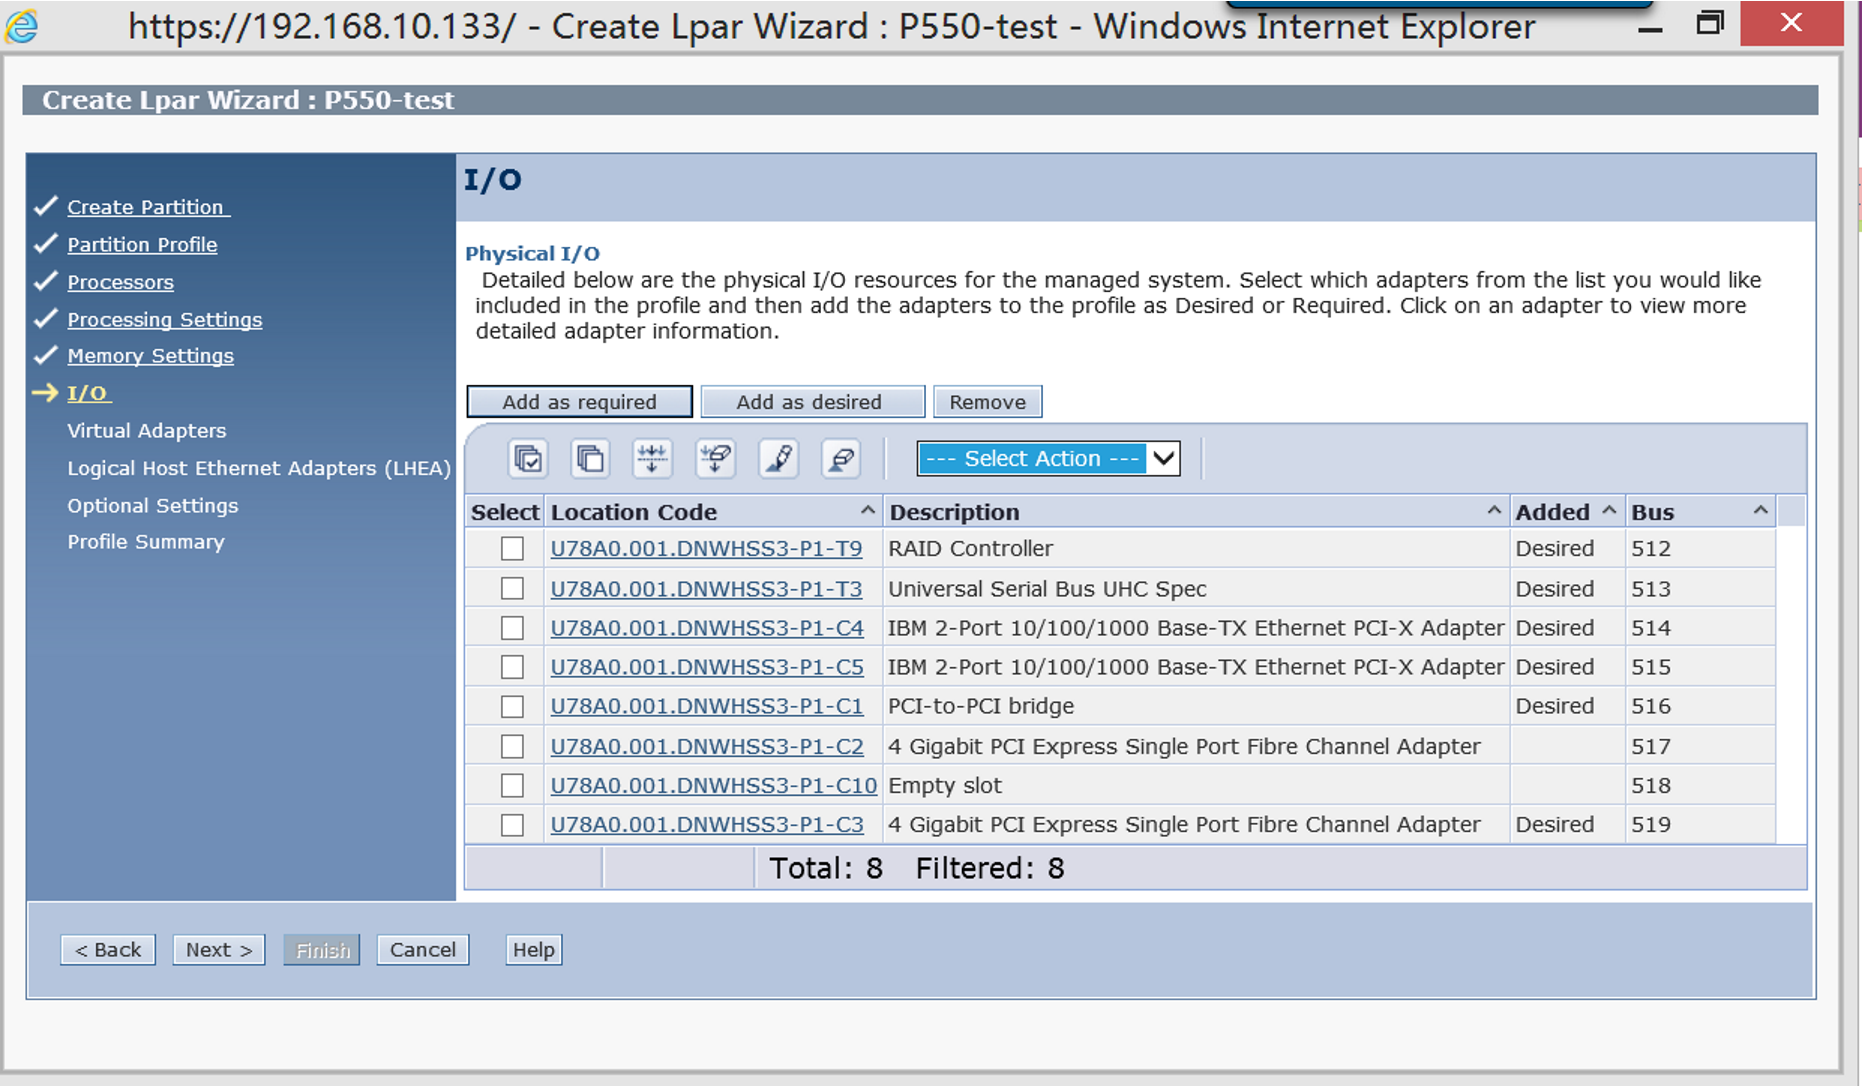 https://192.168.10.133/ - Create Lpar Wizard : P550-test - Windows Internet Explorer
Create Lpar Wizard : P550-test
Create Partition
Partition Profile
Processors
Processing Settings
Memory Settings
I/O
Virtual Adapters
Logical Host Ethernet Adapters (LHEA)
Optional Settings
Profile Summary
I/O
Physical I/O
Detailed below are the physical I/O resources for the managed system. Select which adapters from the list you would like
included in the profile and then add the adapters to the profile as Desired or Required. Click on an adapter to view more
detailed adapter information.
Add as required Add as desired Remove
--- Select Action ---
Select Location Code Description Added Bus
U78A0.001.DNWHSS3-P1-T9 RAID Controller Desired 512
U78A0.001.DNWHSS3-P1-T3 Universal Serial Bus UHC Spec Desired 513
U78A0.001.DNWHSS3-P1-C4 IBM 2-Port 10/100/1000 Base-TX Ethernet PCI-X Adapter Desired 514
U78A0.001.DNWHSS3-P1-C5 IBM 2-Port 10/100/1000 Base-TX Ethernet PCI-X Adapter Desired 515
U78A0.001.DNWHSS3-P1-C1 PCI-to-PCI bridge Desired 516
U78A0.001.DNWHSS3-P1-C2 4 Gigabit PCI Express Single Port Fibre Channel Adapter 517
U78A0.001.DNWHSS3-P1-C10 Empty slot 518
U78A0.001.DNWHSS3-P1-C3 4 Gigabit PCI Express Single Port Fibre Channel Adapter Desired 519
Total: 8 Filtered: 8
< Back Next > Finish Cancel Help